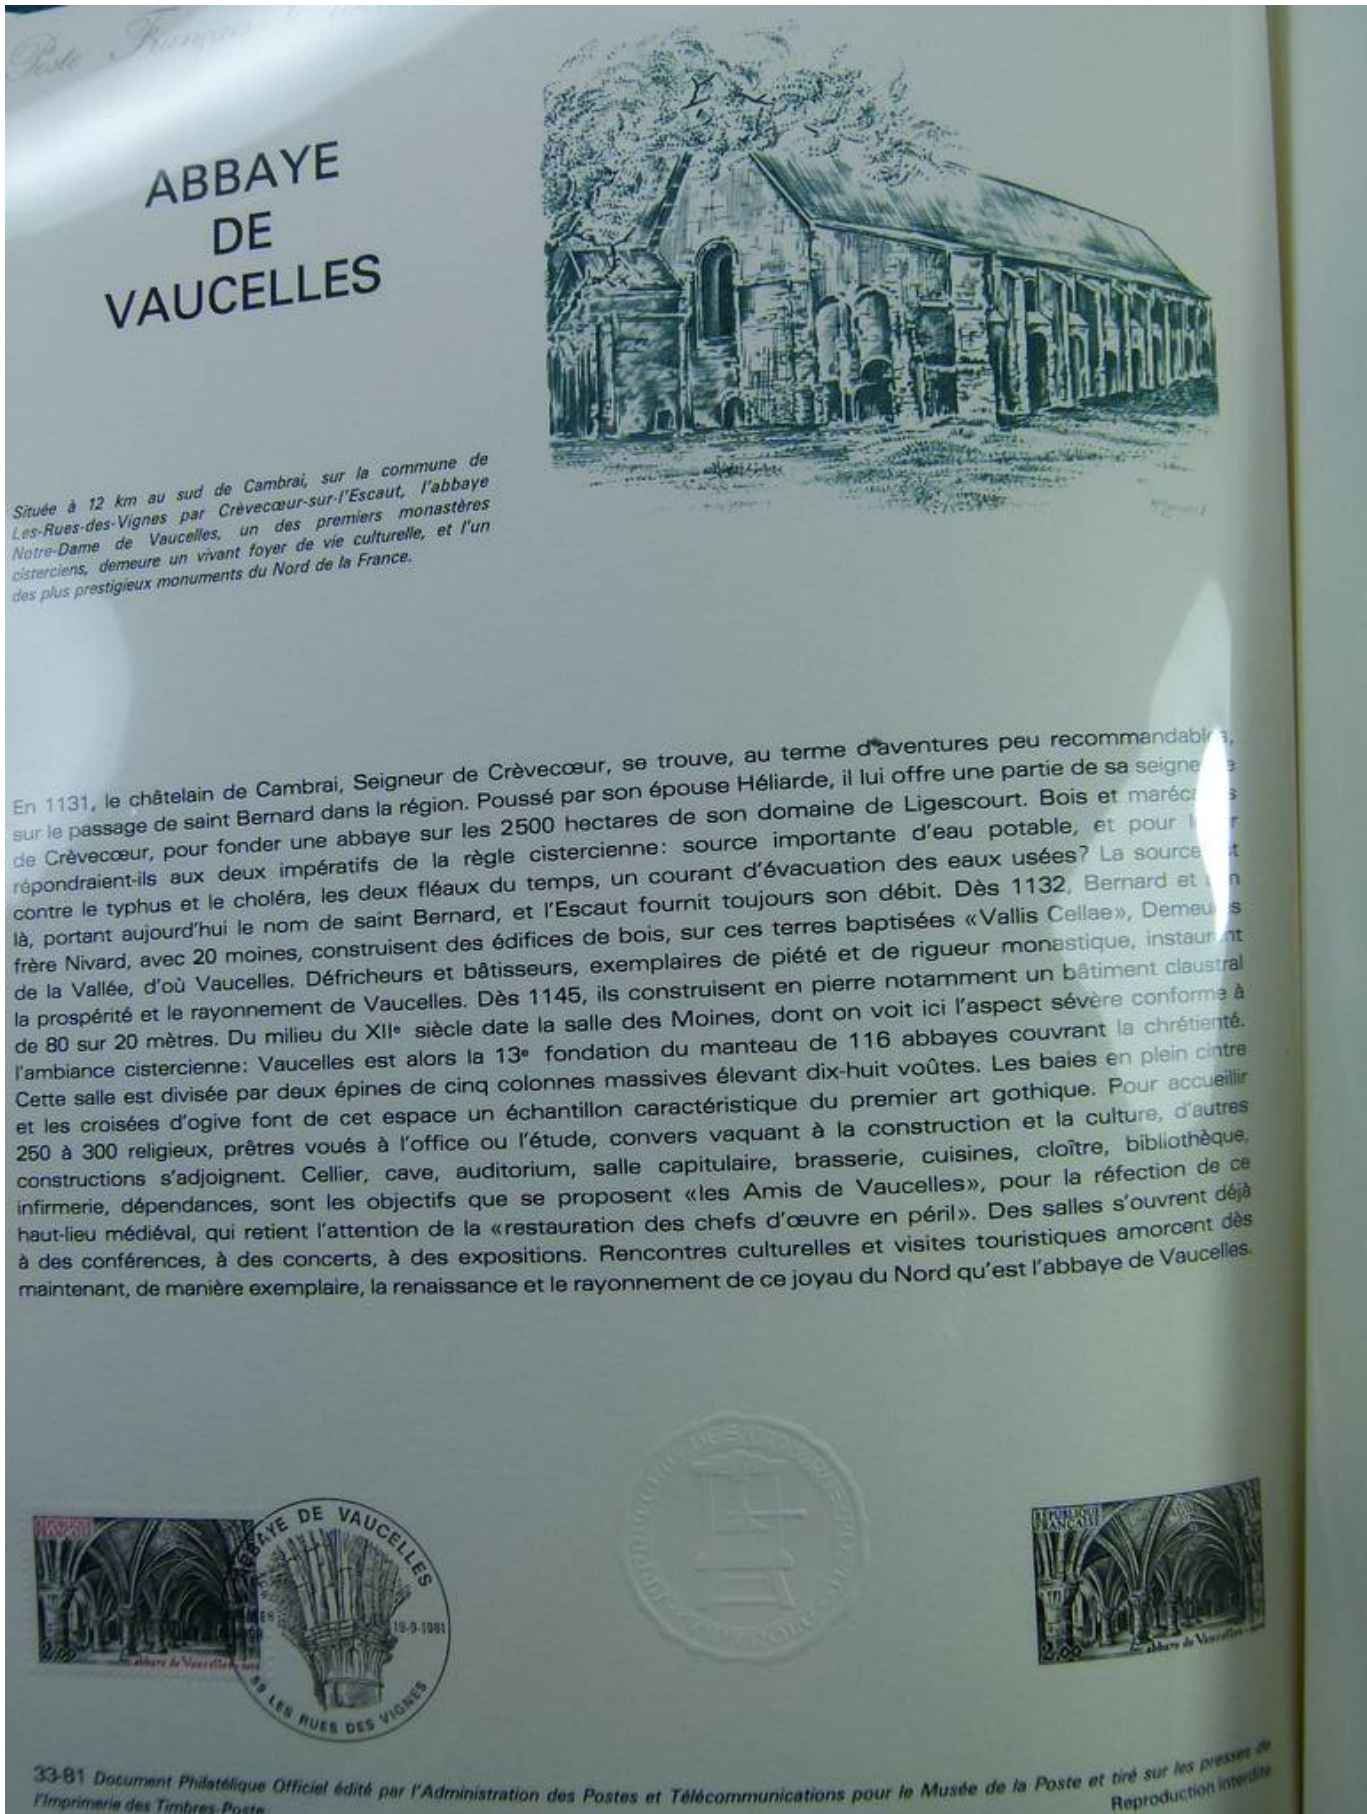 Poste Française
ABBAYE
DE
VAUCELLES
Située à 12 km au sud de Cambrai, sur la commune de
Les-Rues-des-Vignes par Crèvecœur-sur-l'Escaut, l'abbaye
Notre-Dame de Vaucelles, un des premiers monastères
cisterciens, demeure un vivant foyer de vie culturelle, et l'un
des plus prestigieux monuments du Nord de la France.
En 1131, le châtelain de Cambrai, Seigneur de Crèvecœur, se trouve, au terme d'aventures peu recommandables,
sur le passage de saint Bernard dans la région. Poussé par son épouse Héliarde, il lui offre une partie de sa
de Crèvecœur, pour fonder une abbaye sur les 2500 hectares de son domaine de Ligescourt. Bois et
répondraient-ils aux deux impératifs de la règle cistercienne: source importante d'eau potable, et pour
contre le typhus et le choléra, les deux fléaux du temps, un courant d'évacuation des eaux usées? La source
là, portant aujourd'hui le nom de saint Bernard, et l'Escaut fournit toujours son débit. Dès 1132, Bernard et
frère Nivard, avec 20 moines, construisent des édifices de bois, sur ces terres baptisées «Vallis Cellae», Demeures
de la Vallée, d'où Vaucelles. Défricheurs et bâtisseurs, exemplaires de piété et de rigueur monastique, instaurent
la prospérité et le rayonnement de Vaucelles. Dès 1145, ils construisent en pierre notamment un bâtiment claustral
de 80 sur 20 mètres. Du milieu du XIIe siècle date la salle des Moines, dont on voit ici l'aspect sévère conforme à
l'ambiance cistercienne: Vaucelles est alors la 13e fondation du manteau de 116 abbayes couvrant la chrétienté.
Cette salle est divisée par deux épines de cinq colonnes massives élevant dix-huit voûtes. Les baies en plein cintre
et les croisées d'ogive font de cet espace un échantillon caractéristique du premier art gothique. Pour accueillir
250 à 300 religieux, prêtres voués à l'office ou l'étude, convers vaquant à la construction et la culture, d'autres
constructions s'adjoignent. Cellier, cave, auditorium, salle capitulaire, brasserie, cuisines, cloître, bibliothèque,
infirmerie, dépendances, sont les objectifs que se proposent «les Amis de Vaucelles», pour la réfection de ce
haut-lieu médiéval, qui retient l'attention de la «restauration des chefs d'œuvre en péril». Des salles s'ouvrent déjà
à des conférences, à des concerts, à des expositions. Rencontres culturelles et visites touristiques amorcent dès
maintenant, de manière exemplaire, la renaissance et le rayonnement de ce joyau du Nord qu'est l'abbaye de Vaucelles.
2,00
abbaye de Vaucelles nord
ABBAYE DE VAUCELLES
19-9-1981
59 LES RUES DES VIGNES
RÉPUBLIQUE
FRANÇAISE
2,00
abbaye de Vaucelles nord
33-81 Document Philatélique Officiel édité par l'Administration des Postes et Télécommunications pour le Musée de la Poste et tiré sur les presses de
l'Imprimerie des Timbres-Poste.
Reproduction interdite